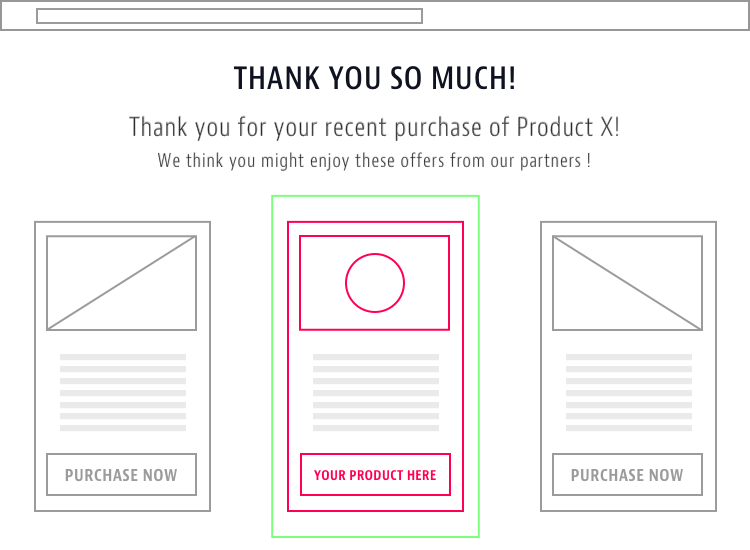 THANK YOU SO MUCH!
Thank you for your recent purchase of Product X!
We think you might enjoy these offers from our partners !
PURCHASE NOW
YOUR PRODUCT HERE
PURCHASE NOW